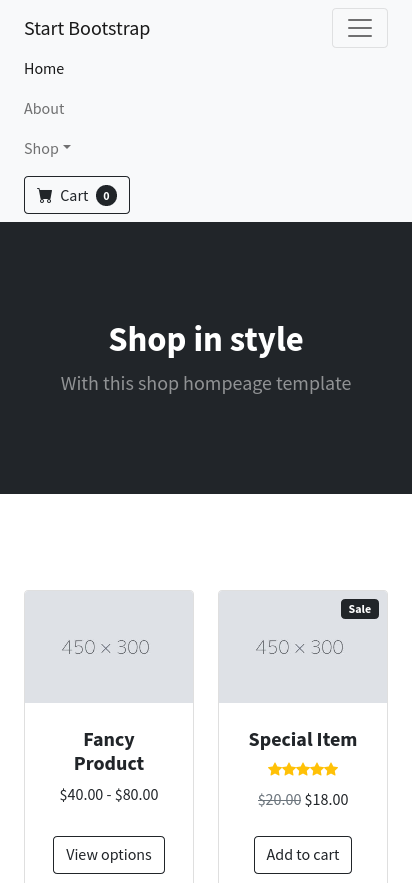 Start Bootstrap
Home
About
Shop
Cart 0
Shop in style
With this shop hompeage template
450 × 300
Fancy
Product
$40.00 - $80.00
View options
Sale
450 × 300
Special Item
$20.00 $18.00
Add to cart